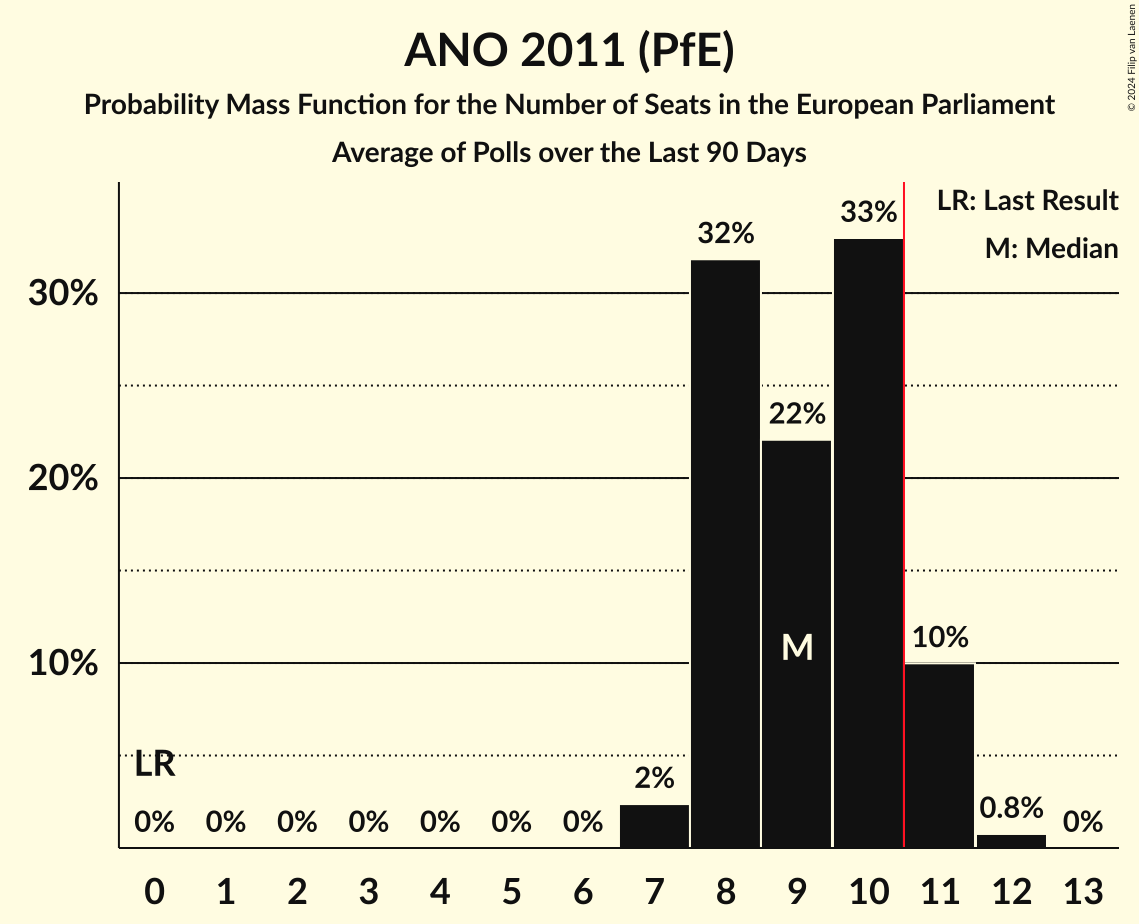 ANO 2011 (PfE)
Probability Mass Function for the Number of Seats in the European Parliament
Average of Polls over the Last 90 Days
© 2024 Filip van Laenen
LR: Last Result
M: Median
30%
20%
10%
LR
0% 0% 0% 0% 0% 0% 0% 2% 32% 22% 33% 10% 0.8% 0%
M
0 1 2 3 4 5 6 7 8 9 10 11 12 13